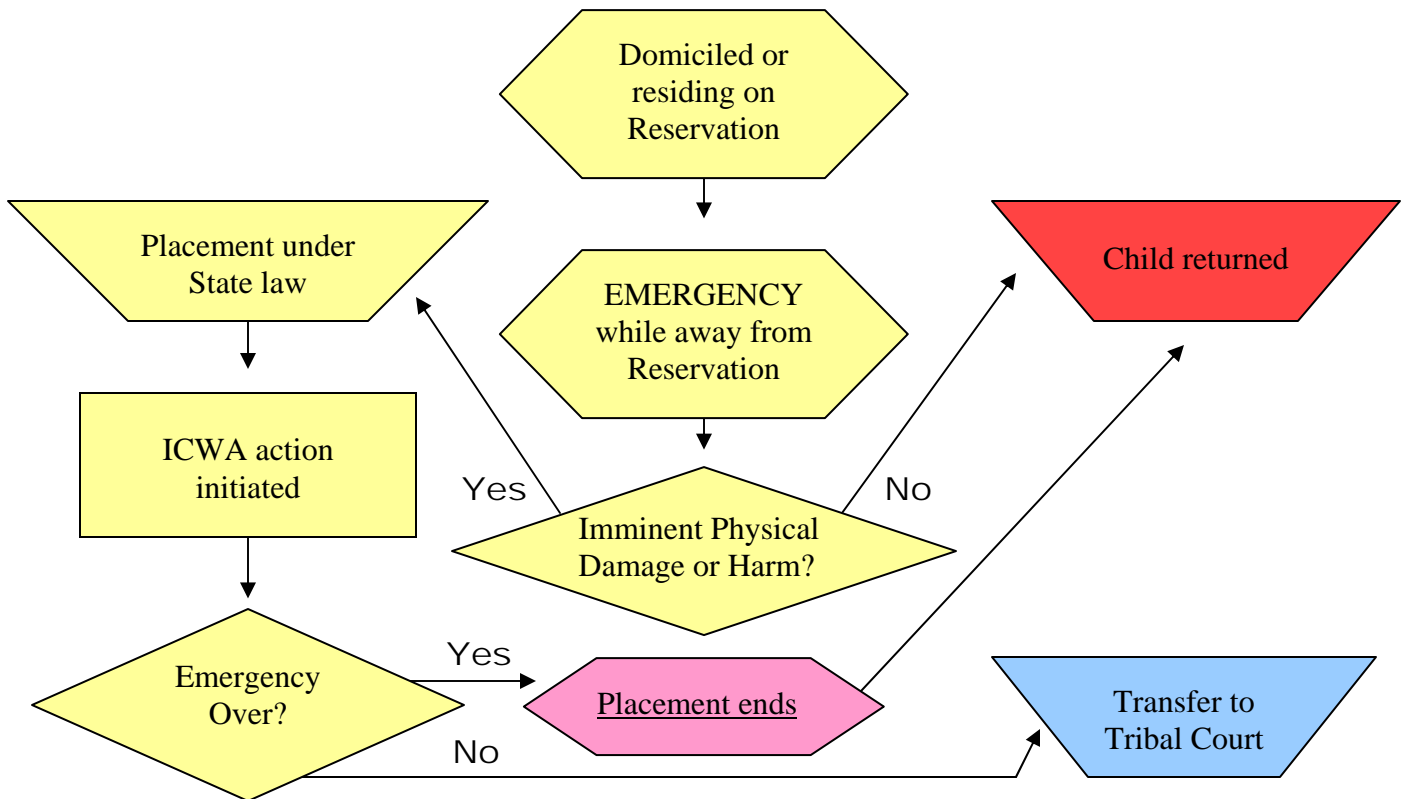 Domiciled or
residing on
Reservation
Placement under
State law
EMERGENCY
while away from
Reservation
Child returned
ICWA action
initiated
Yes
No
Imminent Physical
Damage or Harm?
Emergency
Over?
Yes
Placement ends
No
Transfer to
Tribal Court